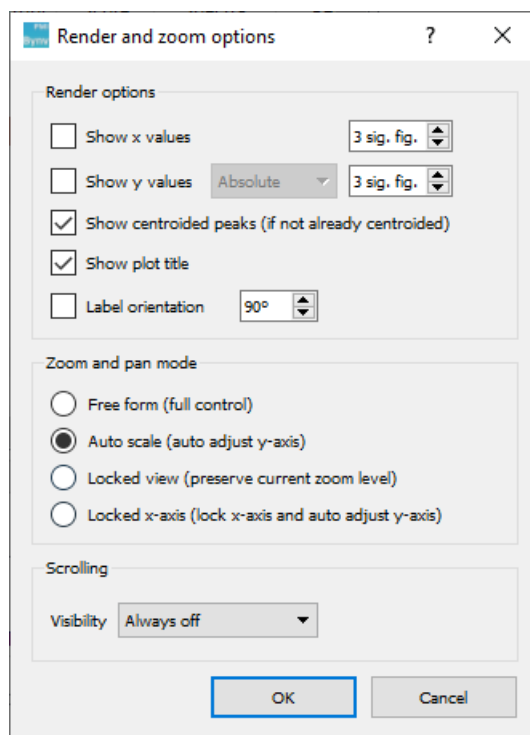 Render and zoom options
?
Render options
Show x values 3 sig. fig.
Show y values Absolute 3 sig. fig.
Show centroided peaks (if not already centroided)
Show plot title
Label orientation 90º
Zoom and pan mode
Free form (full control)
Auto scale (auto adjust y-axis)
Locked view (preserve current zoom level)
Locked x-axis (lock x-axis and auto adjust y-axis)
Scrolling
Visibility Always off
OK Cancel